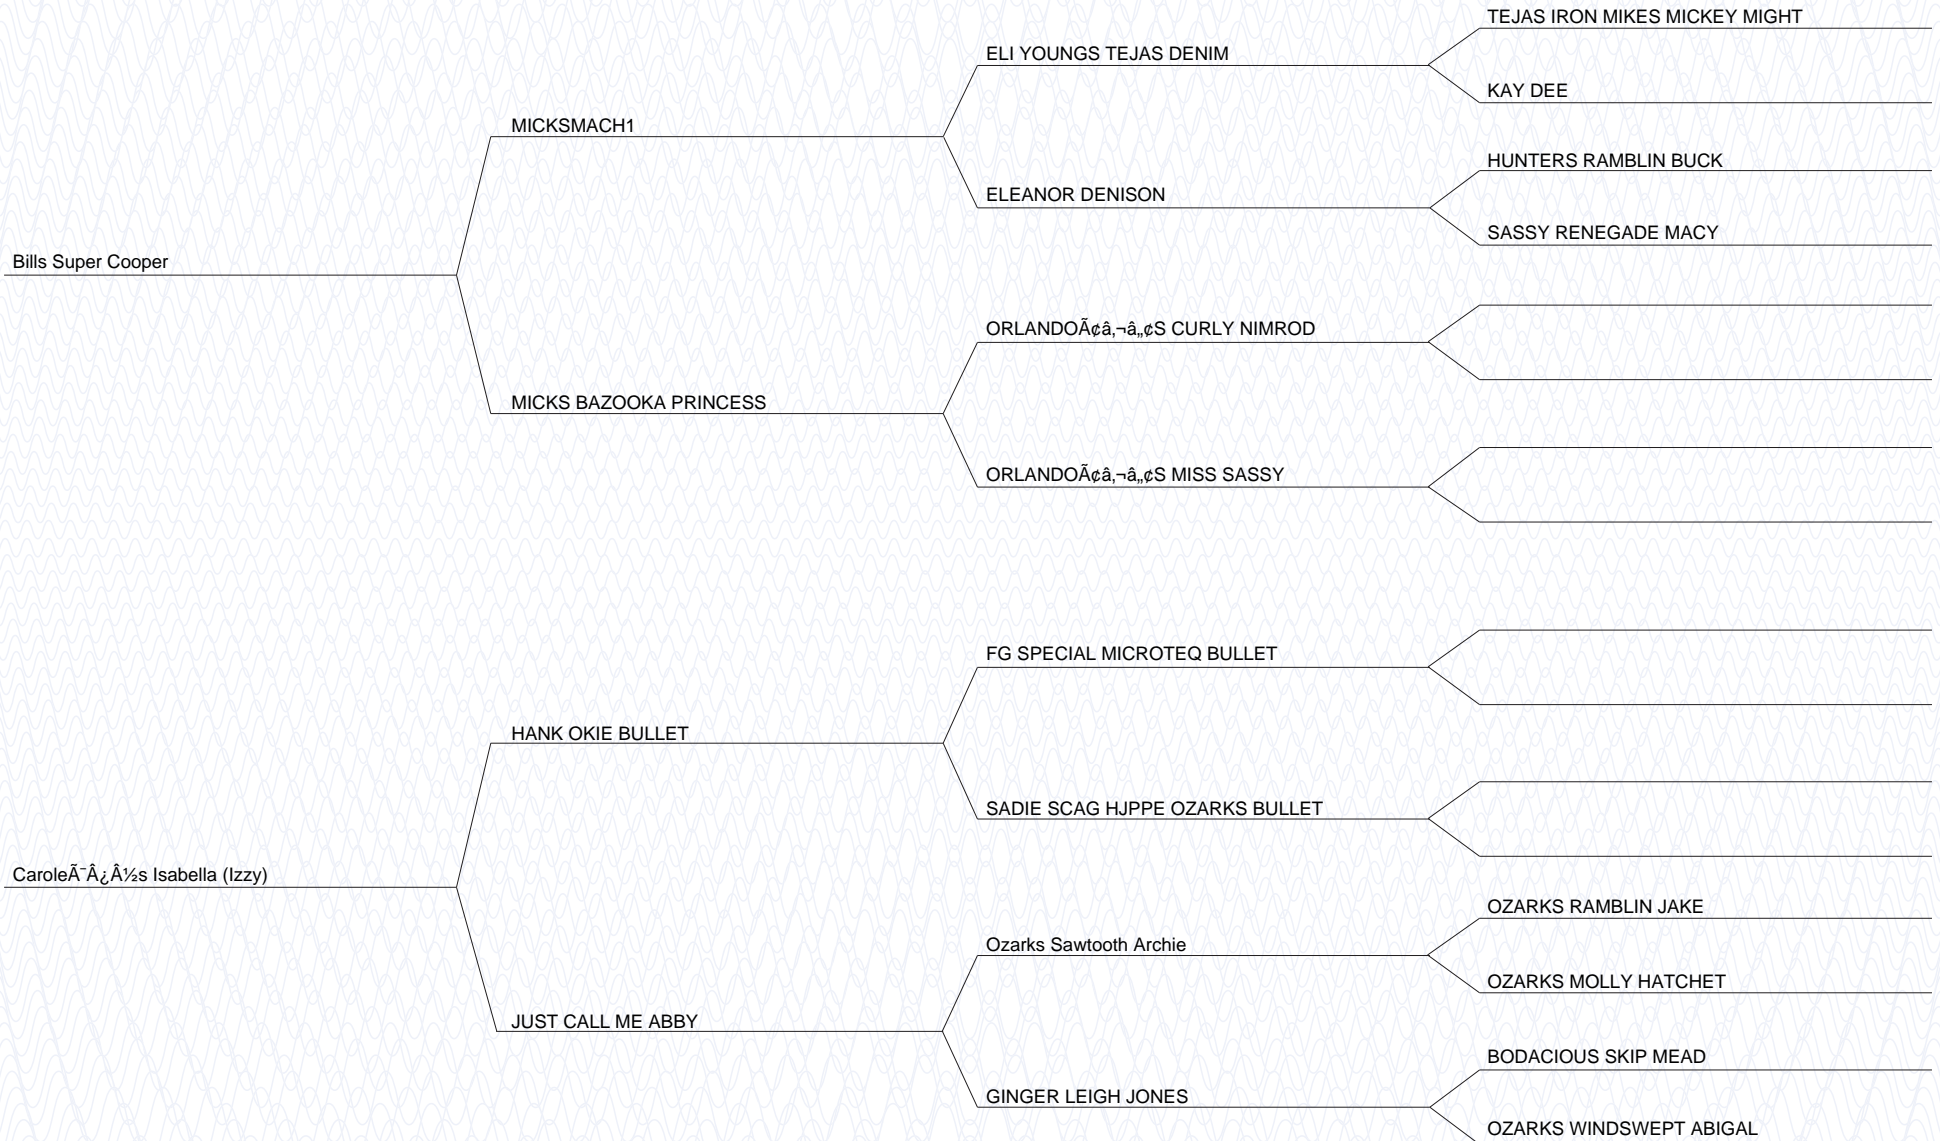 TEJAS IRON MIKES MICKEY MIGHT
ELI YOUNGS TEJAS DENIM
KAY DEE
MICKSMACH1
HUNTERS RAMBLIN BUCK
ELEANOR DENISON
SASSY RENEGADE MACY
Bills Super Cooper
ORLANDOÃ¢â‚¬â„¢S CURLY NIMROD
MICKS BAZOOKA PRINCESS
ORLANDOÃ¢â‚¬â„¢S MISS SASSY
FG SPECIAL MICROTEQ BULLET
HANK OKIE BULLET
SADIE SCAG HJPPE OZARKS BULLET
CaroleÃ¯Â¿Â½s Isabella (Izzy)
OZARKS RAMBLIN JAKE
Ozarks Sawtooth Archie
OZARKS MOLLY HATCHET
JUST CALL ME ABBY
BODACIOUS SKIP MEAD
GINGER LEIGH JONES
OZARKS WINDSWEPT ABIGAL